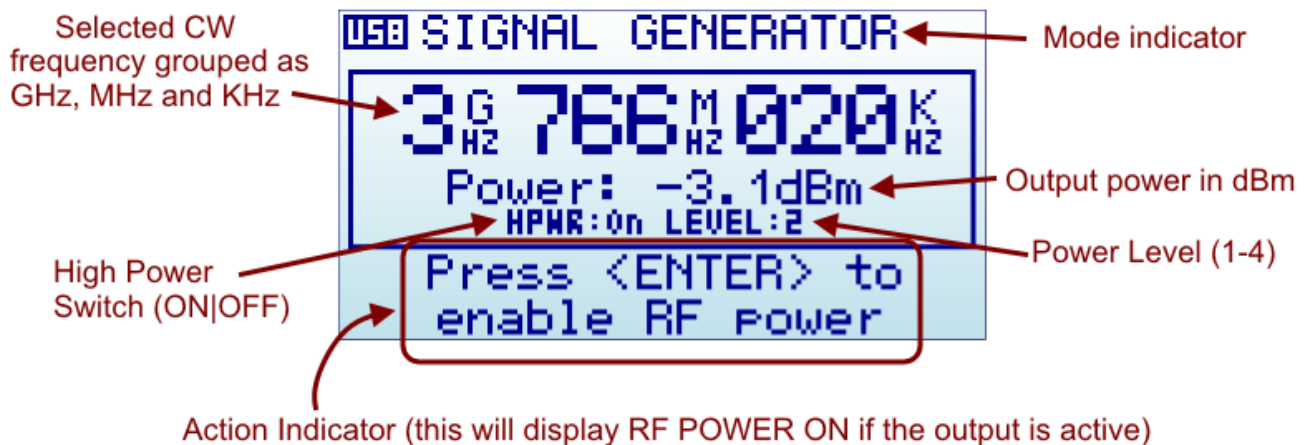 Selected CW
frequency grouped as
GHz, MHz and KHz
USB SIGNAL GENERATOR
Mode indicator
3 GHZ 766 MHZ 020 KHZ
Power: -3.1dBm
Output power in dBm
HPWR:On LEVEL:2
Power Level (1-4)
High Power
Switch (ON|OFF)
Press <ENTER> to
enable RF power
Action Indicator (this will display RF POWER ON if the output is active)